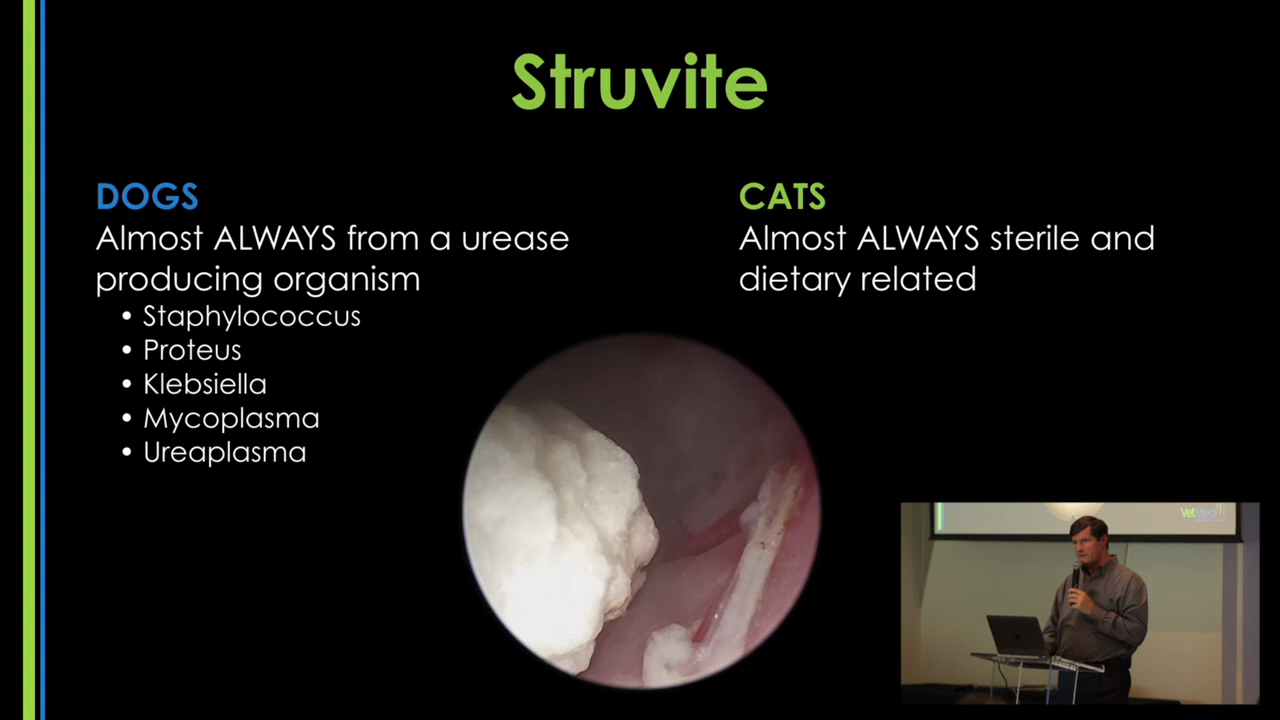 Struvite
DOGS
Almost ALWAYS from a urease
producing organism
• Staphylococcus
• Proteus
• Klebsiella
• Mycoplasma
• Ureaplasma
CATS
Almost ALWAYS sterile and
dietary related
VetMed